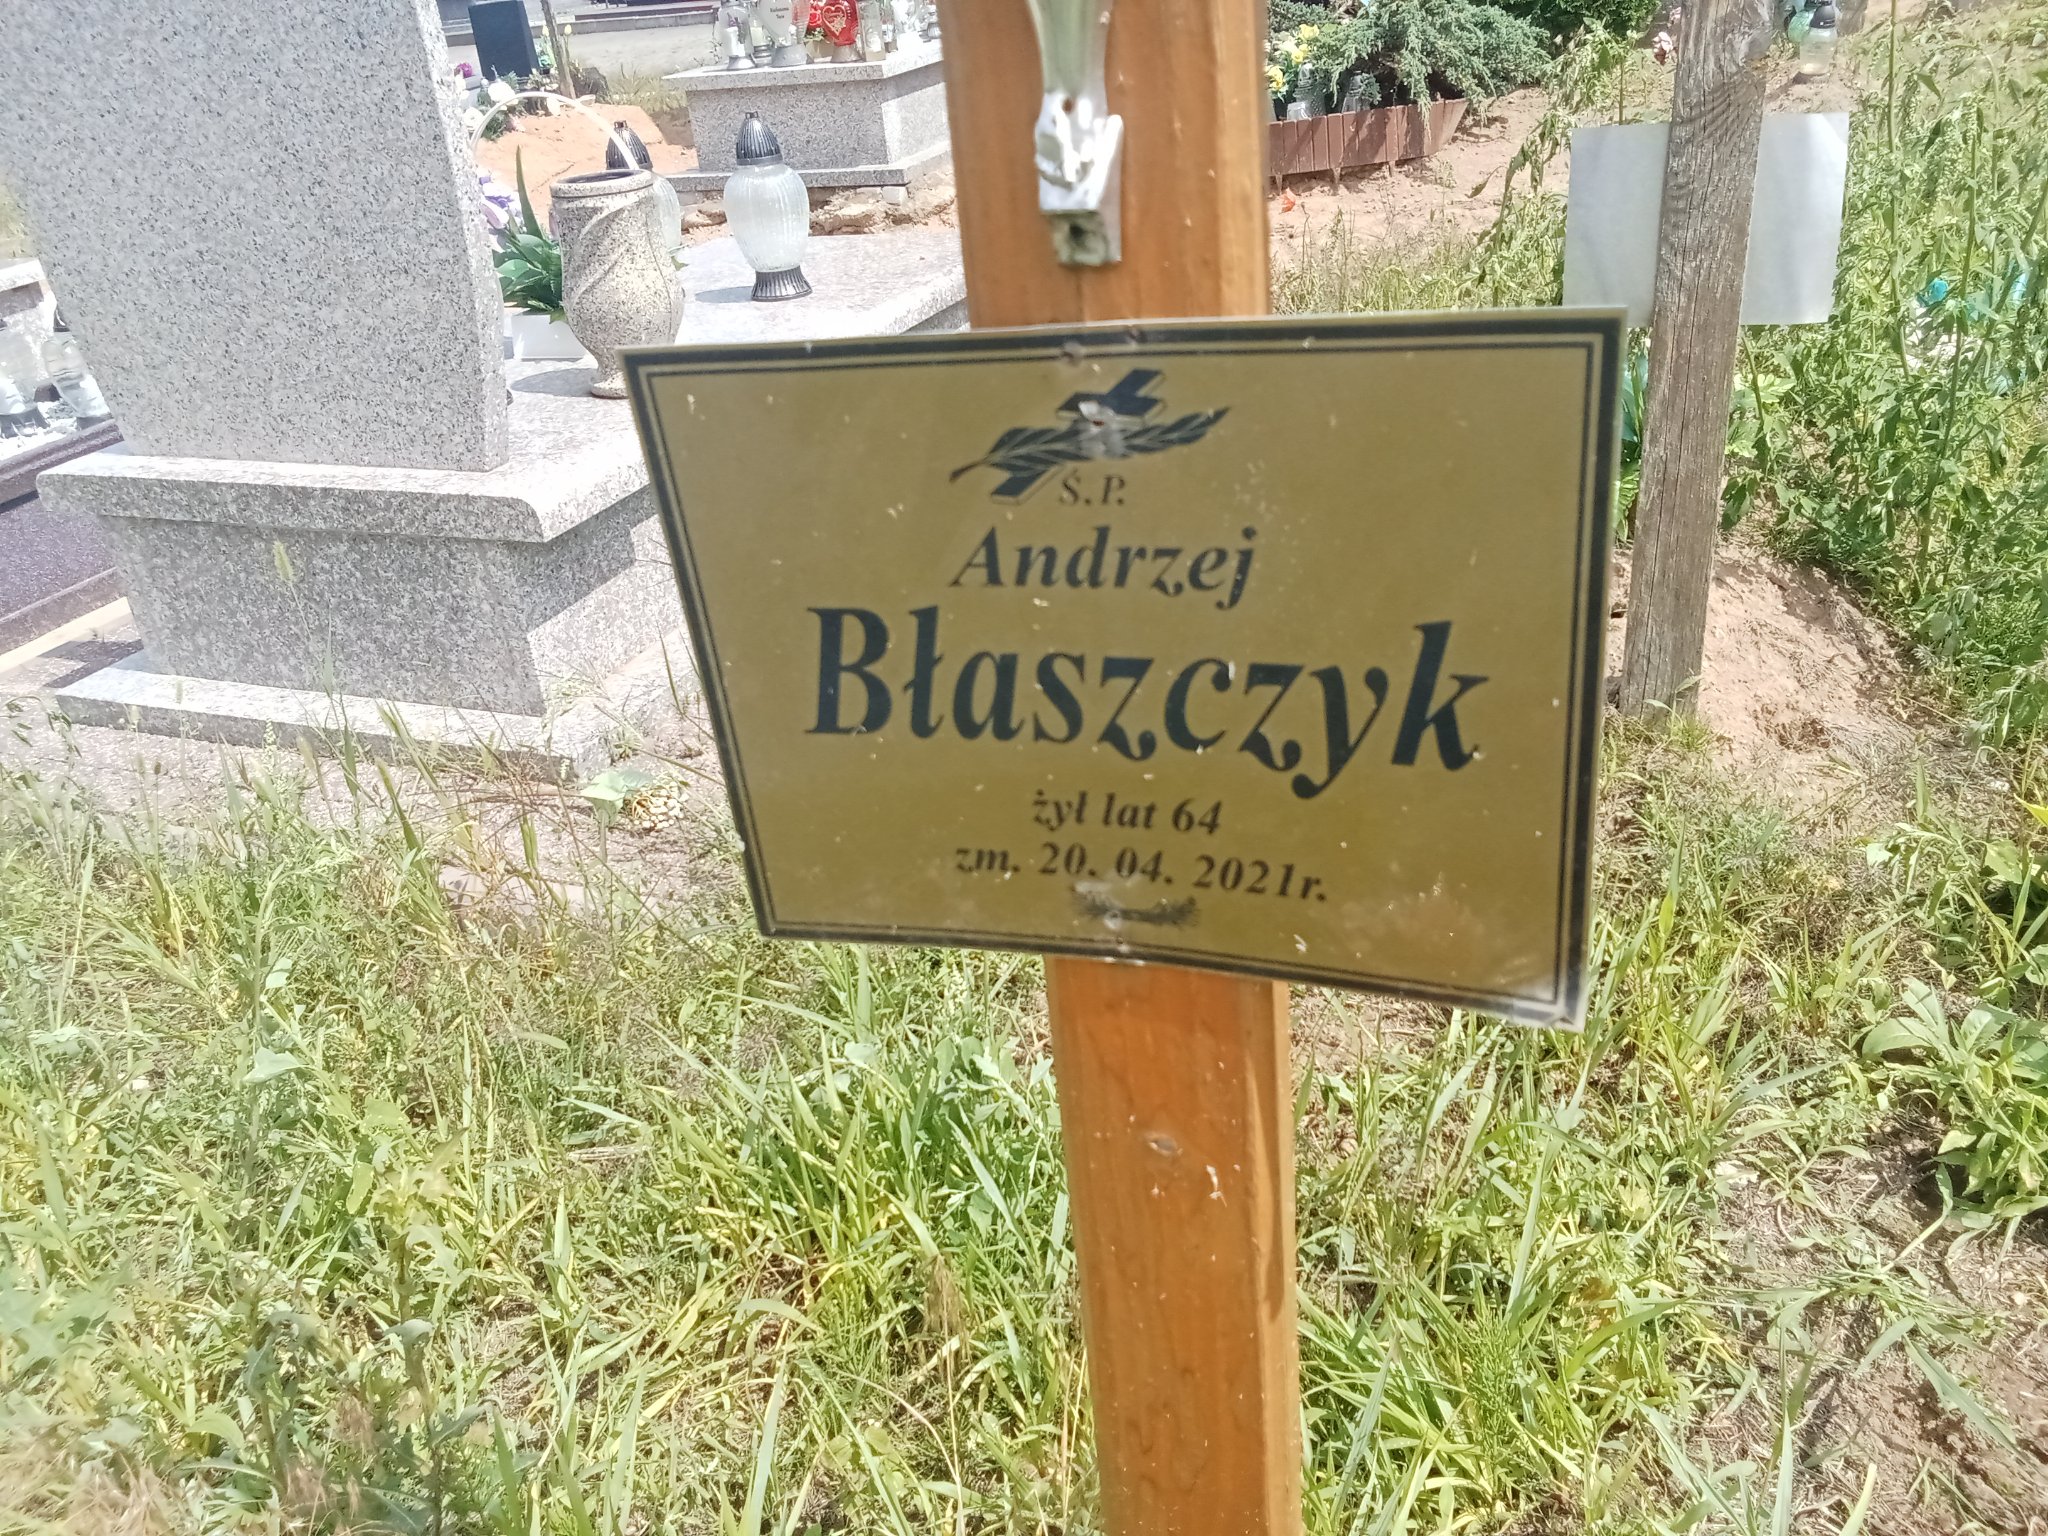 Ś.P.
Andrzej
Błaszczyk
żył lat 64
zm. 20. 04. 2021r.